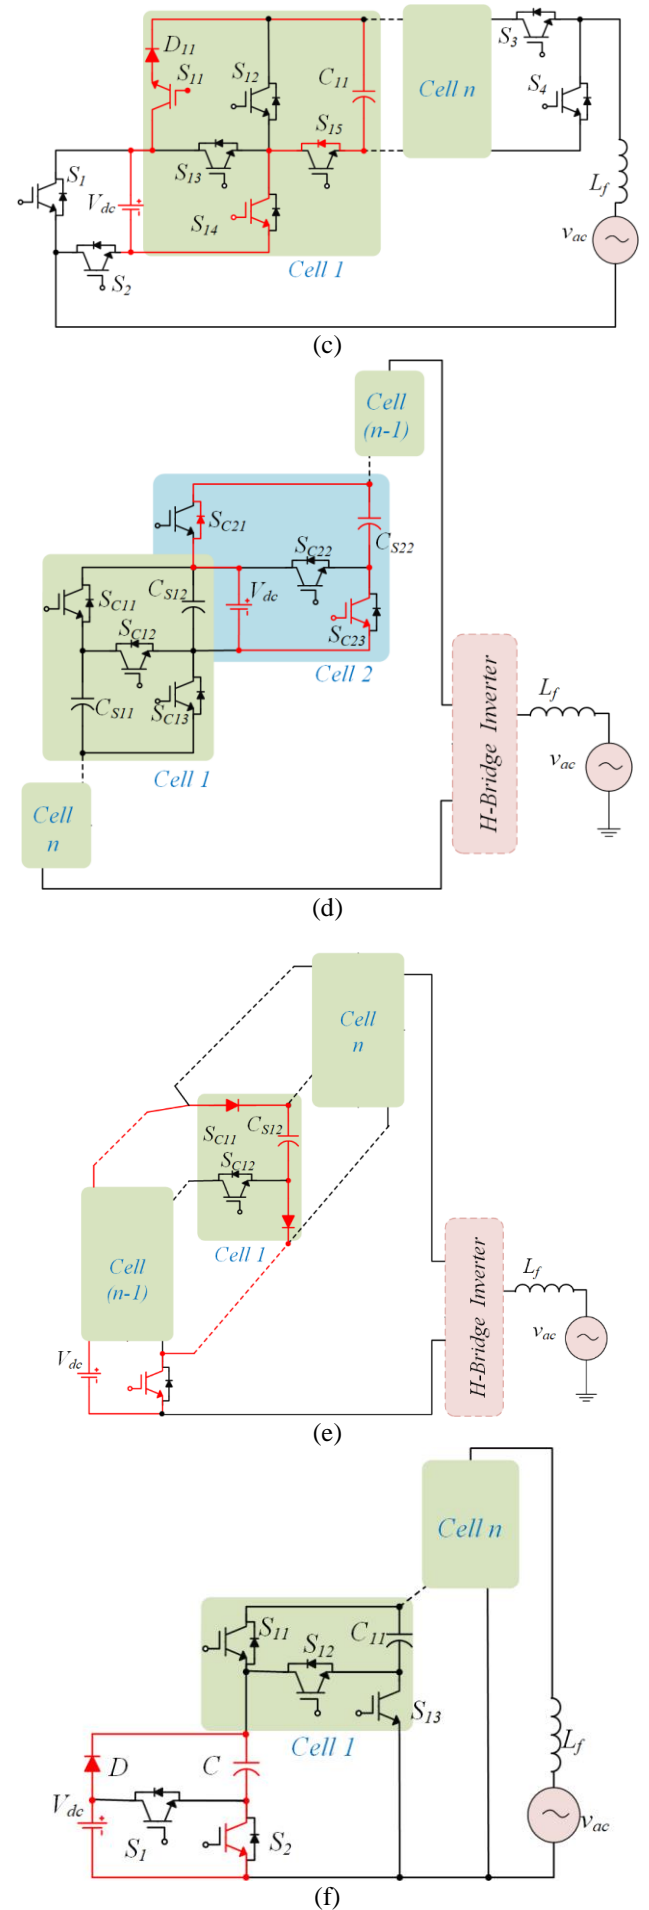 D11
S11
S12
C11
Cell n
S3
S4
S13
S15
S1
Vdc
S14
S2
Cell 1
Lf
vac
(c)
Cell
(n-1)
SC21
CS22
SC22
CS12
Vdc
SC11
SC12
SC23
Cell 2
CS11
SC13
Cell 1
Cell
n
H-Bridge Inverter
Lf
vac
(d)
Cell
n
SC11
CS12
SC12
Cell 1
Cell
(n-1)
Vdc
H-Bridge Inverter
Lf
vac
(e)
Cell n
S11
C11
S12
S13
Cell 1
D
C
Vdc
S1
S2
Lf
vac
(f)